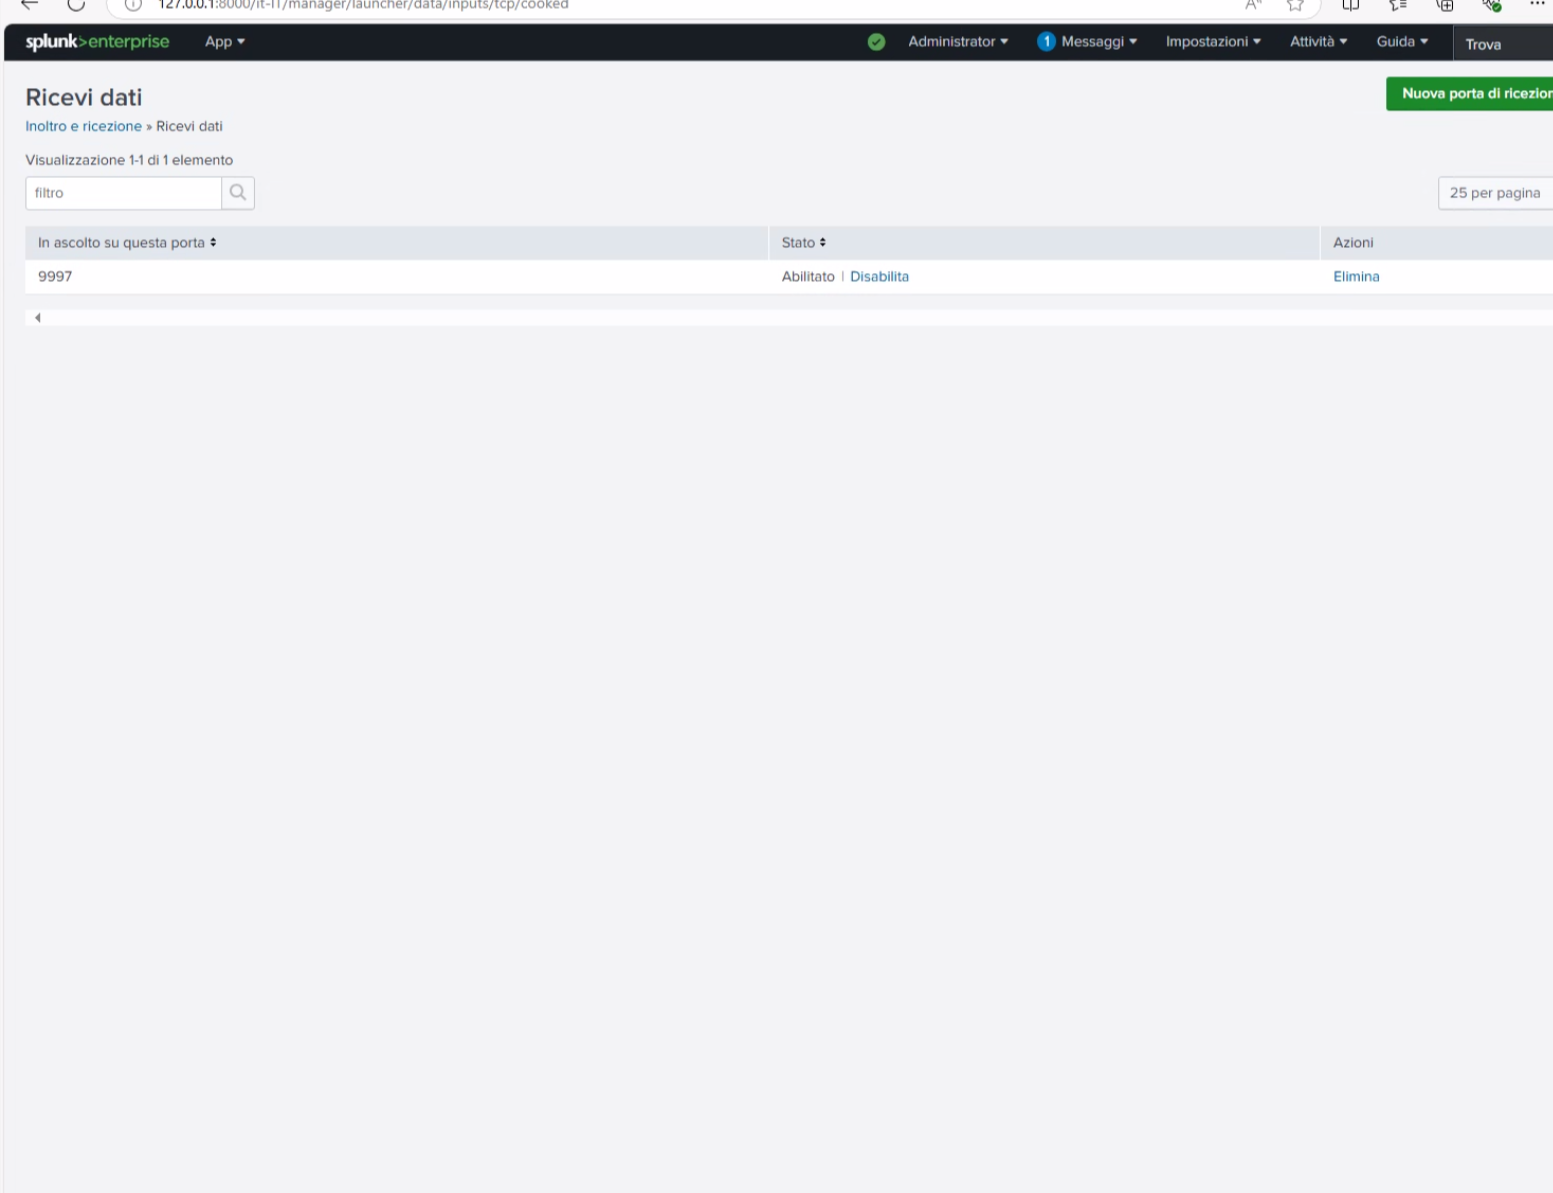 127.0.0.1:8000/it-IT/manager/launcher/data/inputs/tcp/cooked
splunk>enterprise App Administrator 1 Messaggi Impostazioni Attività Guida Trova
Ricevi dati
Nuova porta di ricezion
Inoltro e ricezione » Ricevi dati
Visualizzazione 1-1 di 1 elemento
filtro
25 per pagina
In ascolto su questa porta Stato Azioni
9997 Abilitato | Disabilita Elimina